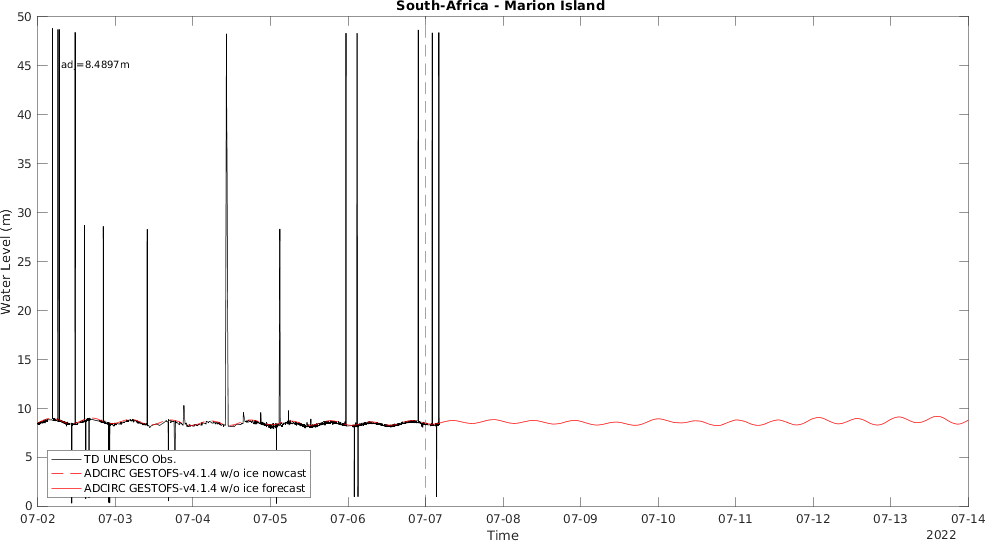 South-Africa - Marion Island
50
adj=8.4897m
45
40
35
30
25
20
15
10
5
0
Water Level (m)
TD UNESCO Obs.
ADCIRC GESTOFS-v4.1.4 w/o ice nowcast
ADCIRC GESTOFS-v4.1.4 w/o ice forecast
07-02 07-03 07-04 07-05 07-06 07-07 07-08 07-09 07-10 07-11 07-12 07-13 07-14
Time
2022